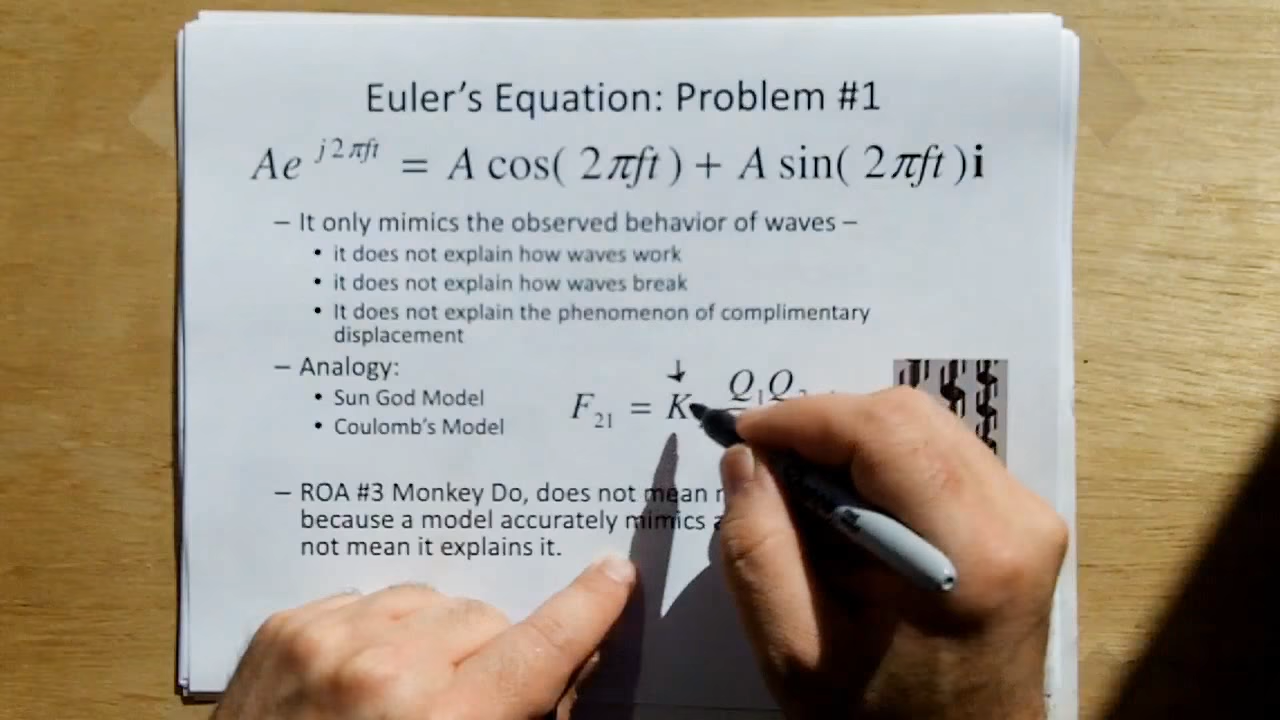 Euler's Equation: Problem #1
Ae^{j2πft} = A cos( 2πft ) + A sin( 2πft )i
– It only mimics the observed behavior of waves –
• it does not explain how waves work
• it does not explain how waves break
• It does not explain the phenomenon of complimentary
displacement
– Analogy:
• Sun God Model
• Coulomb's Model
↓
F₂₁ = K Q₁Q
– ROA #3 Monkey Do, does not mean
because a model accurately mimics
not mean it explains it.